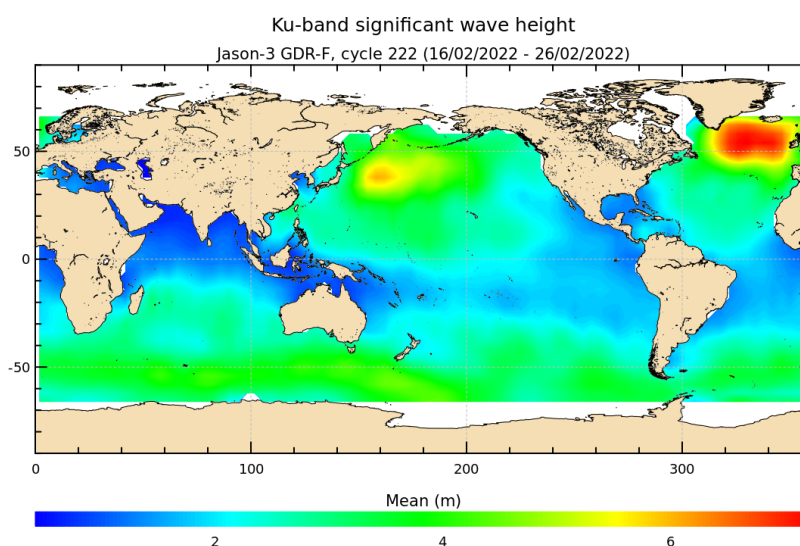 Ku-band significant wave height
Jason-3 GDR-F, cycle 222 (16/02/2022 - 26/02/2022)
50
0
-50
0 100 200 300
Mean (m)
2 4 6